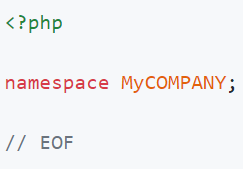 <?php
namespace MyCOMPANY;
// EOF